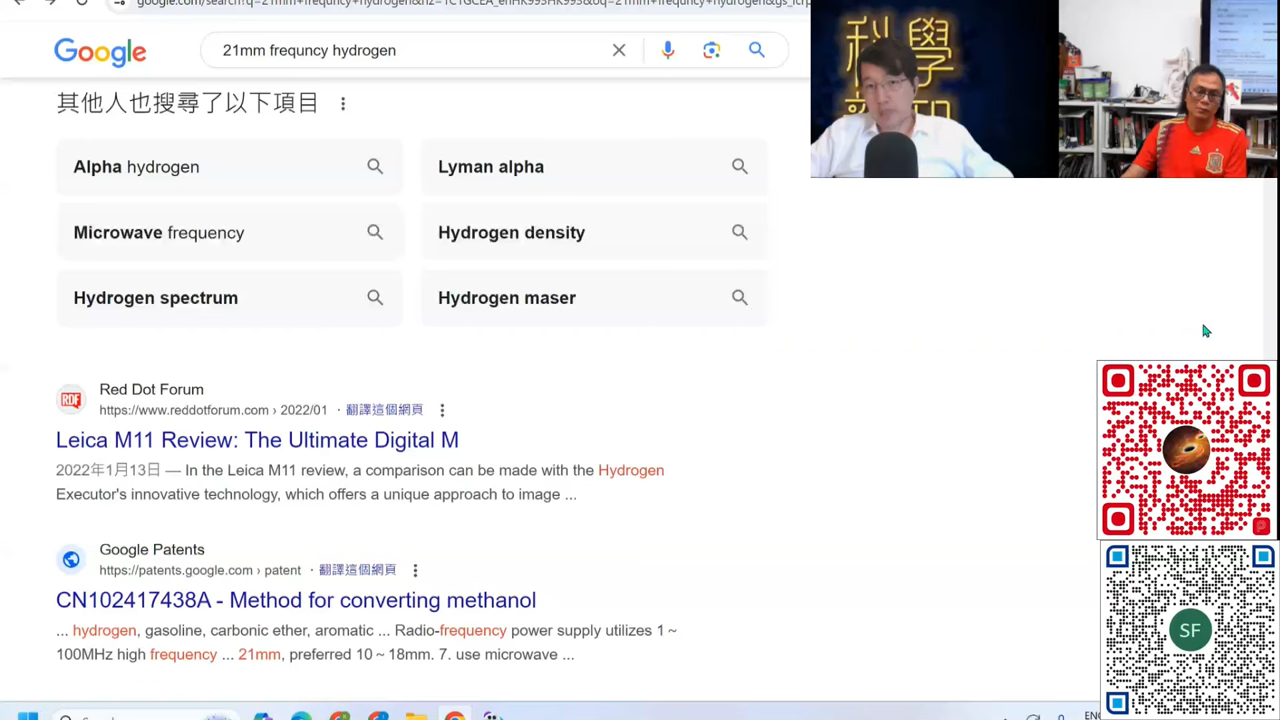 Google
21mm frequncy hydrogen
其他人也搜尋了以下項目
Alpha hydrogen
Lyman alpha
Microwave frequency
Hydrogen density
Hydrogen spectrum
Hydrogen maser
Red Dot Forum
RDF
https://www.reddotforum.com › 2022/01 · 翻譯這個網頁
Leica M11 Review: The Ultimate Digital M
2022年1月13日 — In the Leica M11 review, a comparison can be made with the Hydrogen
Executor's innovative technology, which offers a unique approach to image ...
Google Patents
https://patents.google.com › patent · 翻譯這個網頁
CN102417438A - Method for converting methanol
... hydrogen, gasoline, carbonic ether, aromatic ... Radio-frequency power supply utilizes 1 ~
100MHz high frequency ... 21mm, preferred 10 ~ 18mm. 7. use microwave ...
科學
SF
ENG